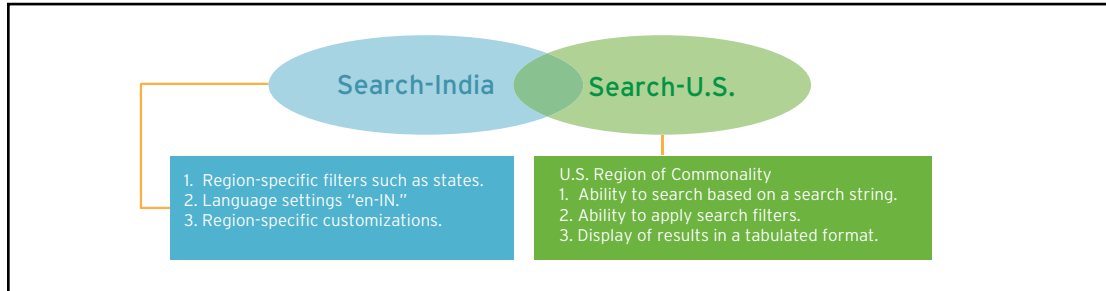 Search-India
Search-U.S.
1. Region-specific filters such as states.
2. Language settings “en-IN.”
3. Region-specific customizations.
U.S. Region of Commonality
1. Ability to search based on a search string.
2. Ability to apply search filters.
3. Display of results in a tabulated format.